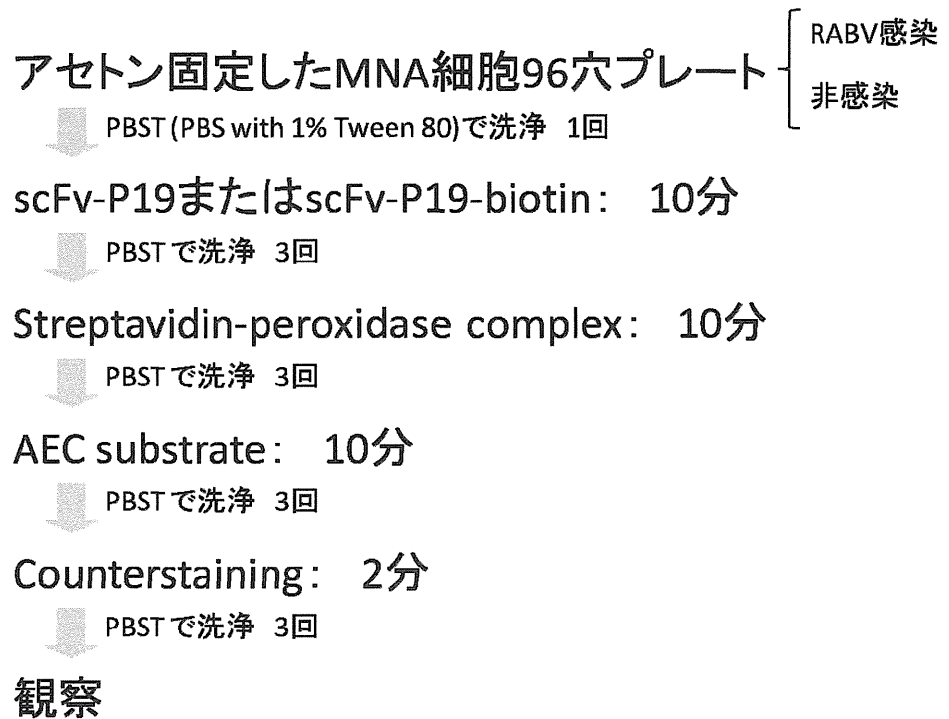 アセトン固定したMNA細胞96穴プレート
RABV感染
非感染
PBST (PBS with 1% Tween 80)で洗浄 1回
scFv-P19またはscFv-P19-biotin: 10分
PBSTで洗浄 3回
Streptavidin-peroxidase complex: 10分
PBSTで洗浄 3回
AEC substrate: 10分
PBSTで洗浄 3回
Counterstaining: 2分
PBSTで洗浄 3回
観察